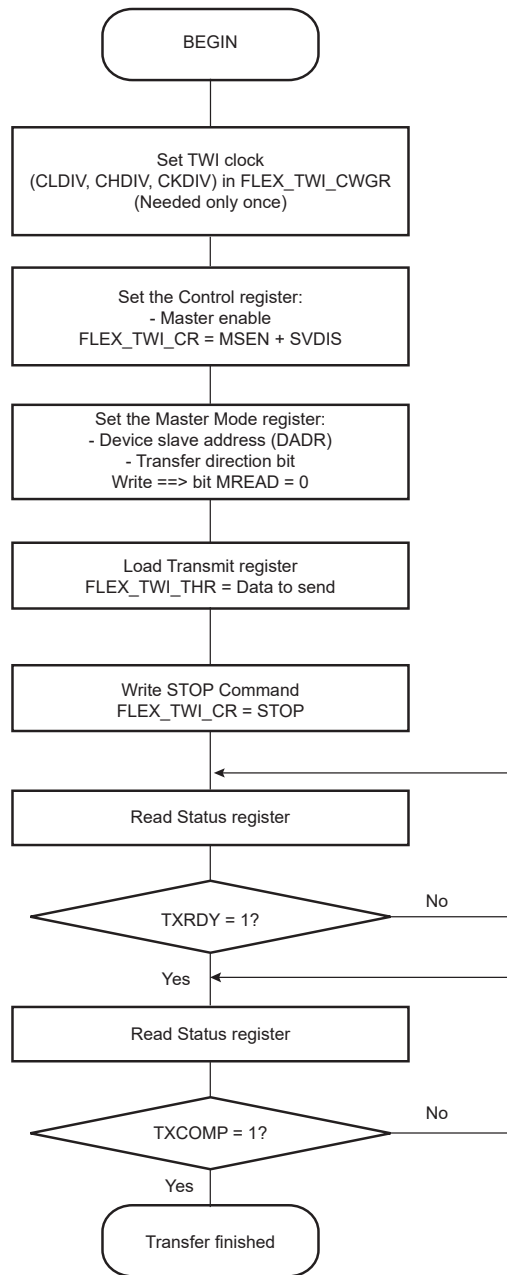 BEGIN
Set TWI clock
(CLDIV, CHDIV, CKDIV) in FLEX_TWI_CWGR
(Needed only once)
Set the Control register:
- Master enable
FLEX_TWI_CR = MSEN + SVDIS
Set the Master Mode register:
- Device slave address (DADR)
- Transfer direction bit
Write ==> bit MREAD = 0
Load Transmit register
FLEX_TWI_THR = Data to send
Write STOP Command
FLEX_TWI_CR = STOP
Read Status register
TXRDY = 1?
No
Yes
Read Status register
TXCOMP = 1?
No
Yes
Transfer finished